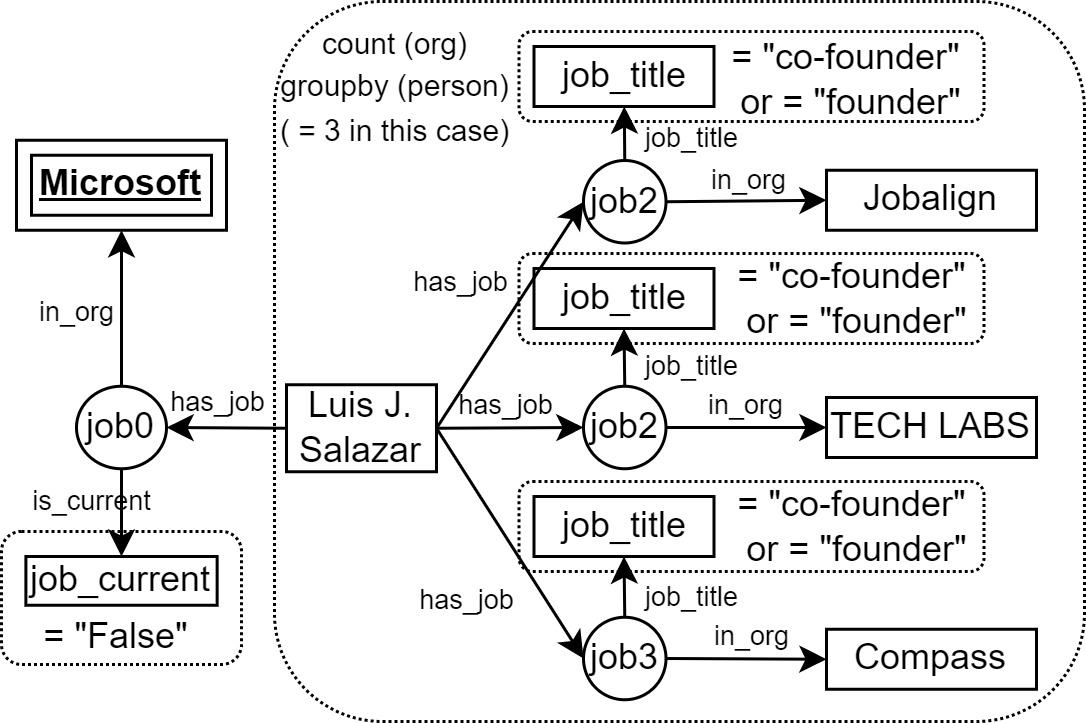 count (org)
groupby (person)
( = 3 in this case)
job_title
= "co-founder"
or = "founder"
job_title
Microsoft
job2
in_org
Jobalign
has_job
job_title
= "co-founder"
or = "founder"
in_org
job_title
job0
has_job
Luis J.
Salazar
has_job
job2
in_org
TECH LABS
is_current
job_title
= "co-founder"
or = "founder"
job_current
= "False"
has_job
job_title
job3
in_org
Compass